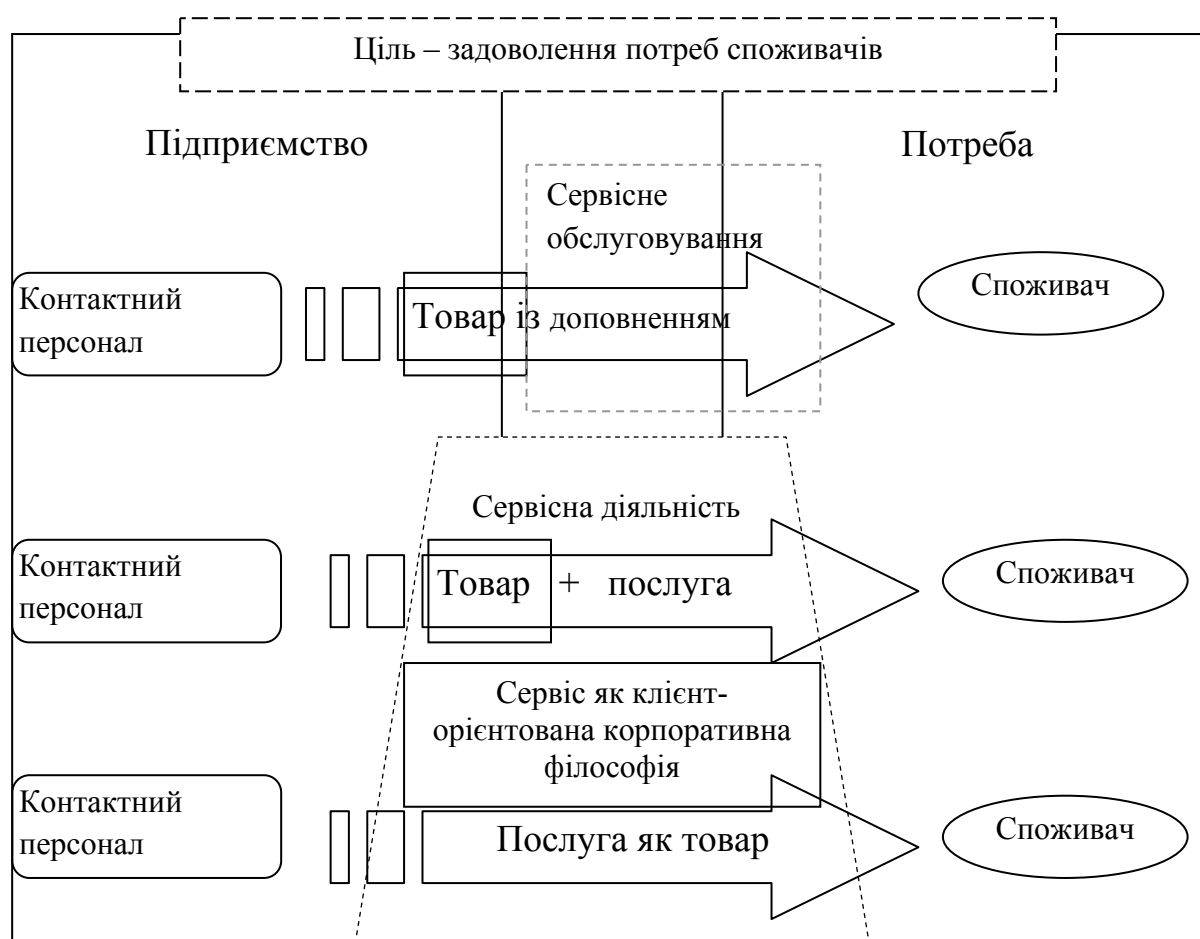 Ціль – задоволення потреб споживачів
Підприємство
Потреба
Сервісне
обслуговування
Контактний
персонал
Товар із доповненням
Споживач
Сервісна діяльність
Контактний
персонал
Товар + послуга
Споживач
Сервіс як клієнт-
орієнтована корпоративна
філософія
Контактний
персонал
Послуга як товар
Споживач